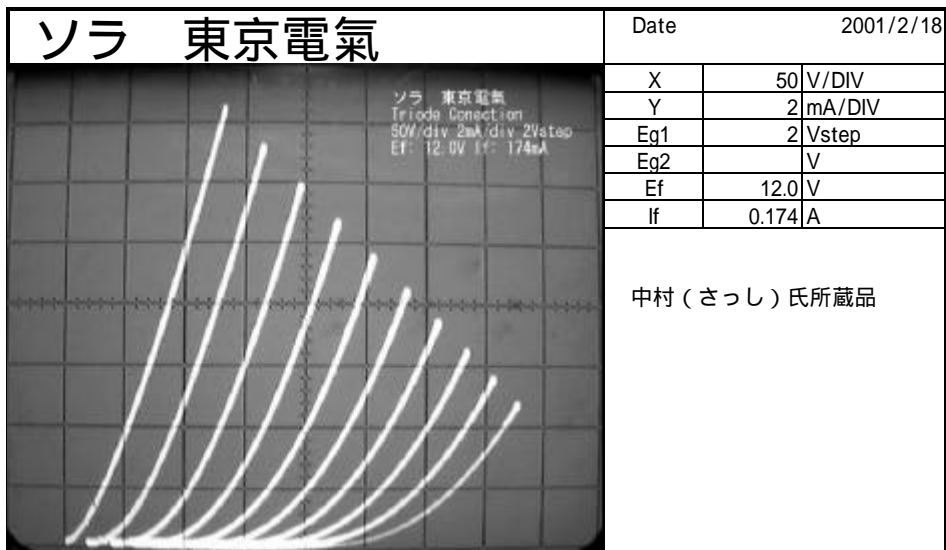 ソラ 東京電氣
Date 2001/2/18
ソラ 東京電氣
Triode Conection
50V/div 2mA/div 2Vstep
Ef: 12.0V If: 174mA
X 50 V/DIV
Y 2 mA/DIV
Eg1 2 Vstep
Eg2 V
Ef 12.0 V
If 0.174 A
中村(さっし)氏所蔵品